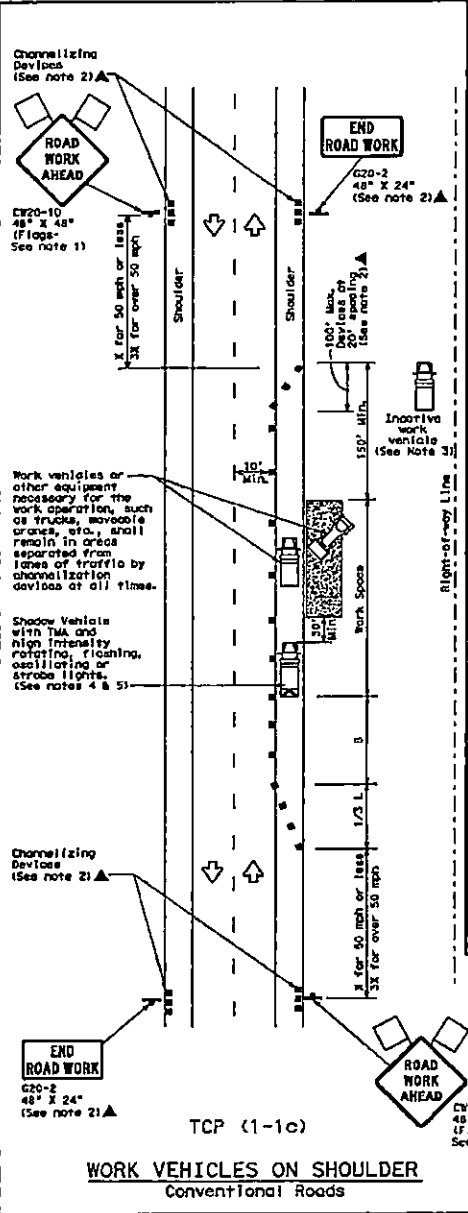 Channelizing
Devices
(See note 2)▲
ROAD
WORK
AHEAD
CW20-1D
48" X 48"
(Flags-
See note 1)
X for 50 mph or less
3X for over 50 mph
Shoulder
Shoulder
END
ROAD WORK
G20-2
48" X 24"
(See note 2)▲
100' Max.
Devices at
20' spacing
(See note 2)▲
150' Min.
Inactive
work
vehicle
(See Note 3)
Right-of-way Line
10'
Min.
Work vehicles or
other equipment
necessary for the
work operation, such
as trucks, moveable
cranes, etc., shall
remain in areas
separated from
lanes of traffic by
channelization
devices at all times.
Work Space
30'
Min.
Shadow Vehicle
with TMA and
high intensity
rotating, flashing,
oscillating or
strobe lights.
(See notes 4 & 5)
B
1/3 L
Channelizing
Devices
(See note 2)▲
X for 50 mph or less
3X for over 50 mph
END
ROAD WORK
G20-2
48" X 24"
(See note 2)▲
ROAD
WORK
AHEAD
TCP (1-1c)
WORK VEHICLES ON SHOULDER
Conventional Roads